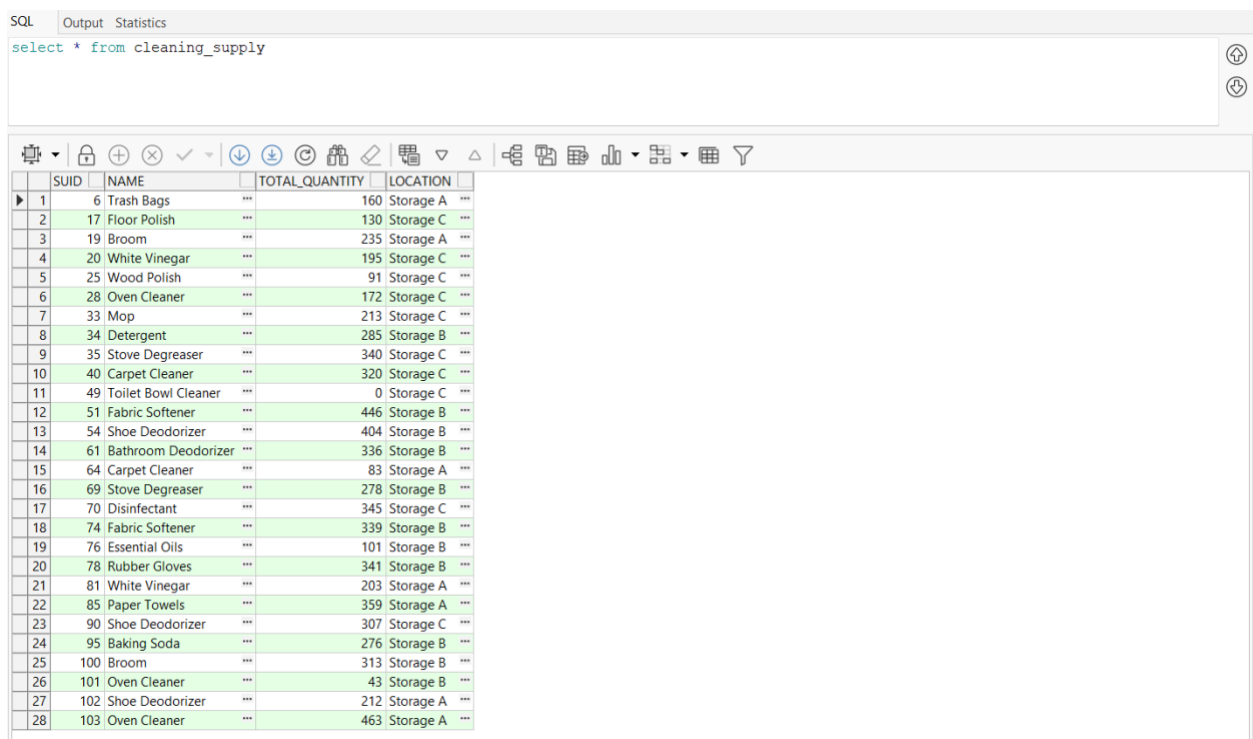 SQL Output Statistics
select * from cleaning_supply
SUID NAME TOTAL_QUANTITY LOCATION
1 6 Trash Bags ... 160 Storage A ...
2 17 Floor Polish ... 130 Storage C ...
3 19 Broom ... 235 Storage A ...
4 20 White Vinegar ... 195 Storage C ...
5 25 Wood Polish ... 91 Storage C ...
6 28 Oven Cleaner ... 172 Storage C ...
7 33 Mop ... 213 Storage C ...
8 34 Detergent ... 285 Storage B ...
9 35 Stove Degreaser ... 340 Storage C ...
10 40 Carpet Cleaner ... 320 Storage C ...
11 49 Toilet Bowl Cleaner ... 0 Storage C ...
12 51 Fabric Softener ... 446 Storage B ...
13 54 Shoe Deodorizer ... 404 Storage B ...
14 61 Bathroom Deodorizer ... 336 Storage B ...
15 64 Carpet Cleaner ... 83 Storage A ...
16 69 Stove Degreaser ... 278 Storage B ...
17 70 Disinfectant ... 345 Storage C ...
18 74 Fabric Softener ... 339 Storage B ...
19 76 Essential Oils ... 101 Storage B ...
20 78 Rubber Gloves ... 341 Storage B ...
21 81 White Vinegar ... 203 Storage A ...
22 85 Paper Towels ... 359 Storage A ...
23 90 Shoe Deodorizer ... 307 Storage C ...
24 95 Baking Soda ... 276 Storage B ...
25 100 Broom ... 313 Storage B ...
26 101 Oven Cleaner ... 43 Storage B ...
27 102 Shoe Deodorizer ... 212 Storage A ...
28 103 Oven Cleaner ... 463 Storage A ...